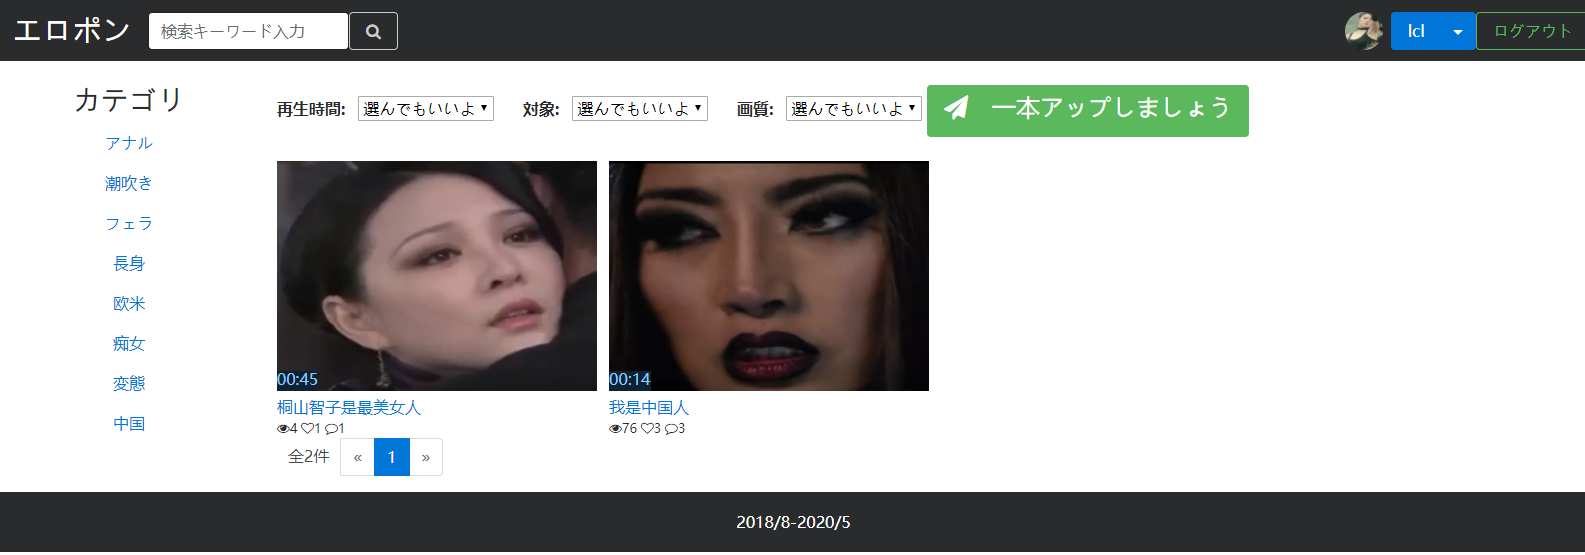 エロポン 検索キーワード入力 lcl ログアウト
カテゴリ
アナル
潮吹き
フェラ
長身
欧米
痴女
変態
中国
再生時間: 選んでもいいよ 対象: 選んでもいいよ 画質: 選んでもいいよ 一本アップしましょう
00:45
桐山智子是最美女人
4 1 1
00:14
我是中国人
76 3 3
全2件 « 1 »
2018/8-2020/5